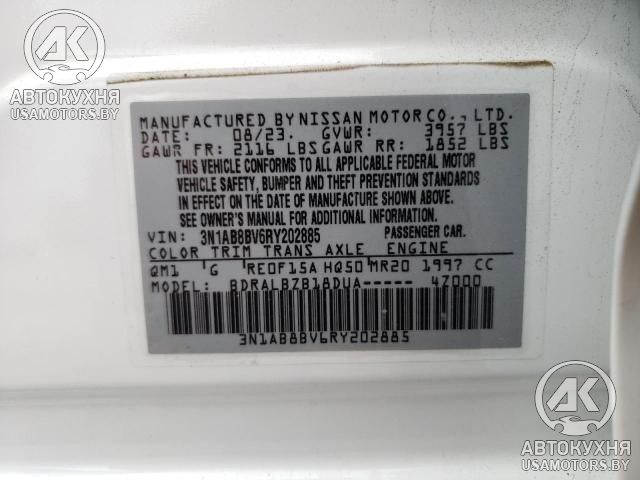 AK
АВТОКУХНЯ
USAMOTORS.BY
MANUFACTURED BY NISSAN MOTOR CO., LTD.
DATE: 08/23. GVWR: 3957 LBS
GAWR FR: 2116 LBS GAWR RR: 1852 LBS
THIS VEHICLE CONFORMS TO ALL APPLICABLE FEDERAL MOTOR
VEHICLE SAFETY, BUMPER AND THEFT PREVENTION STANDARDS
IN EFFECT ON THE DATE OF MANUFACTURE SHOWN ABOVE.
SEE OWNER'S MANUAL FOR ADDITIONAL INFORMATION.
VIN: 3N1AB8BV6RY202885 PASSENGER CAR.
COLOR TRIM TRANS AXLE ENGINE
QM1 G RE0F15A HQ50 MR20 1997 CC
MODEL: BDRALBZB18DUA----- 4Z000
3N1AB8BV6RY202885
AK
АВТОКУХНЯ
USAMOTORS.BY